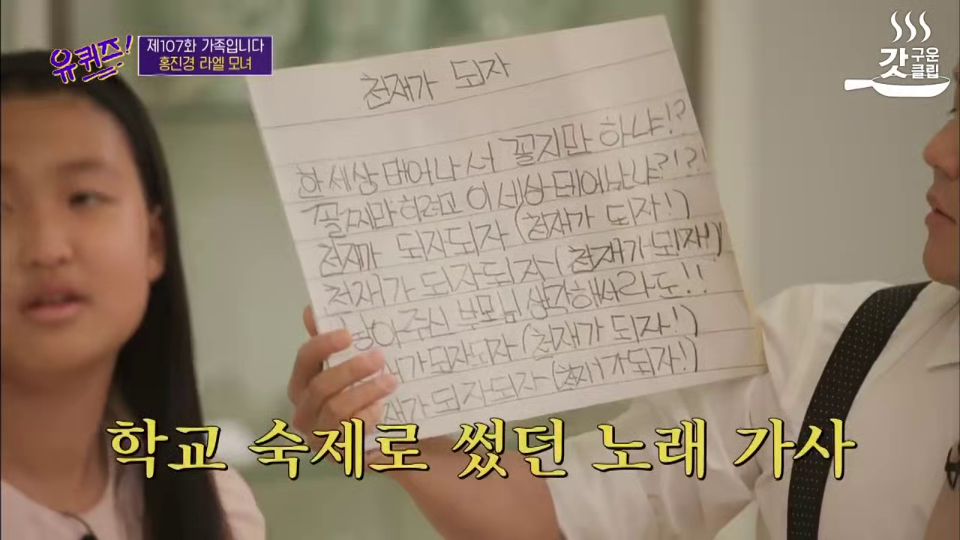 유퀴즈!
제107화 가족입니다
홍진경 라엘 모녀
갓구운클립
천재가 되자
한세상 태어나서 꼴찌만 하냐!?
꼴찌만하려고 이 세상 태어났냐?!?!
천재가 되자되자 (천재가 되자!)
천재가 되자되자 (천재가 되자!)
낳아주신 부모님 생각해서라도!!
가되자되자 (천재가 되자!)
재가 되자되자 (천재가되자!)
학교 숙제로 썼던 노래 가사